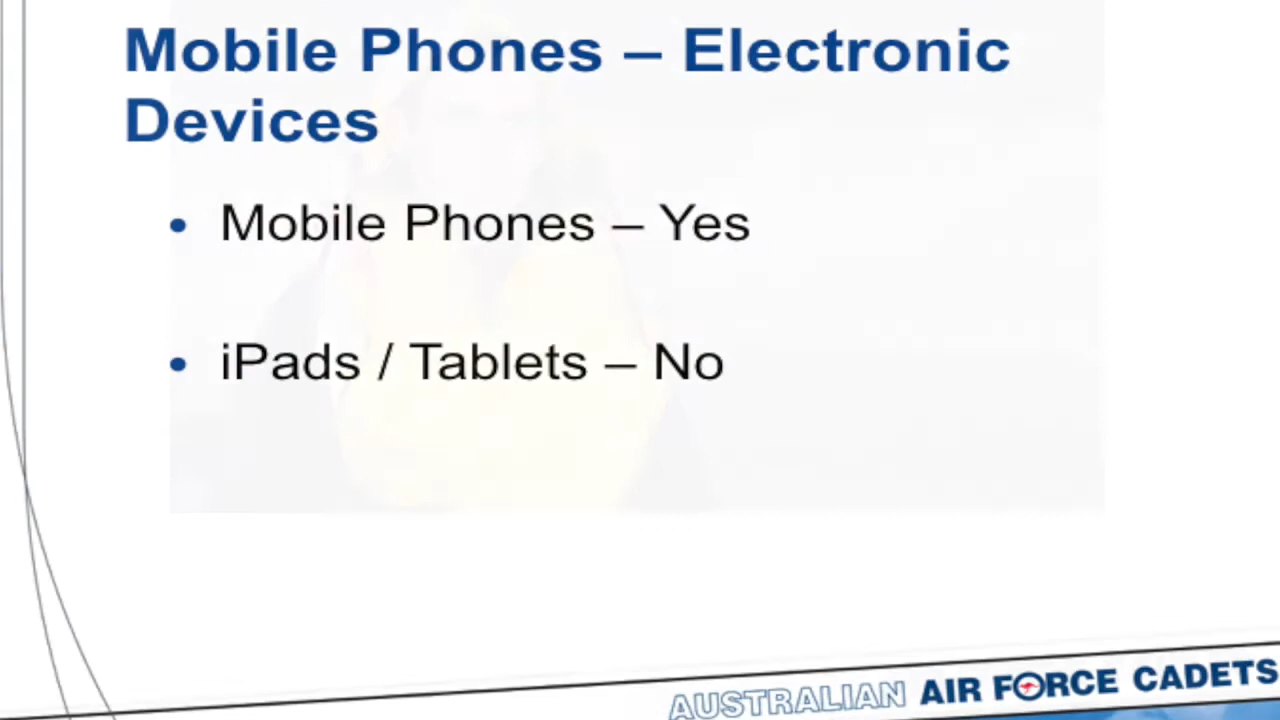 Mobile Phones – Electronic
Devices
• Mobile Phones – Yes
• iPads / Tablets – No
AUSTRALIAN AIR FORCE CADETS